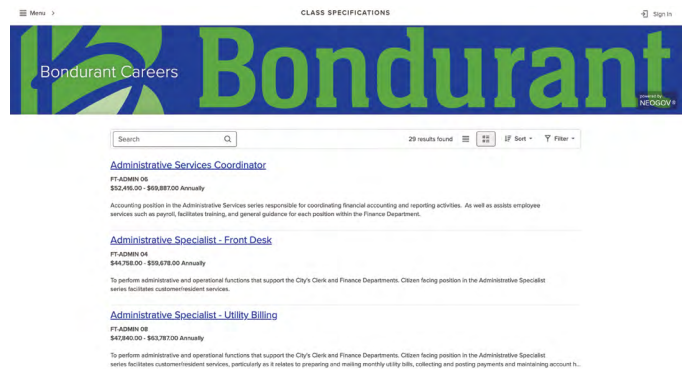 Menu >
CLASS SPECIFICATIONS
Sign In
Bondurant Careers
Bondurant
powered by
NEOGOV
Search
29 results found
Sort
Filter
Administrative Services Coordinator
FT-ADMIN 06
$52,416.00 - $69,887.00 Annually
Accounting position in the Administrative Services series responsible for coordinating financial accounting and reporting activities. As well as assists employee
services such as payroll, facilitates training, and general guidance for each position within the Finance Department.
Administrative Specialist - Front Desk
FT-ADMIN 04
$44,758.00 - $59,678.00 Annually
To perform administrative and operational functions that support the City's Clerk and Finance Departments. Citizen facing position in the Administrative Specialist
series facilitates customer/resident services.
Administrative Specialist - Utility Billing
FT-ADMIN 08
$47,840.00 - $63,787.00 Annually
To perform administrative and operational functions that support the City's Clerk and Finance Departments. Citizen facing position in the Administrative Specialist
series facilitates customer/resident services, particularly as it relates to preparing and mailing monthly utility bills, collecting and posting payments and maintaining account h...